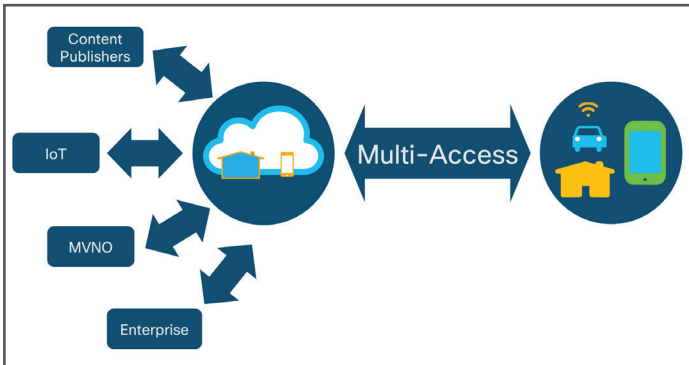 Content
Publishers
IoT
Multi-Access
MVNO
Enterprise